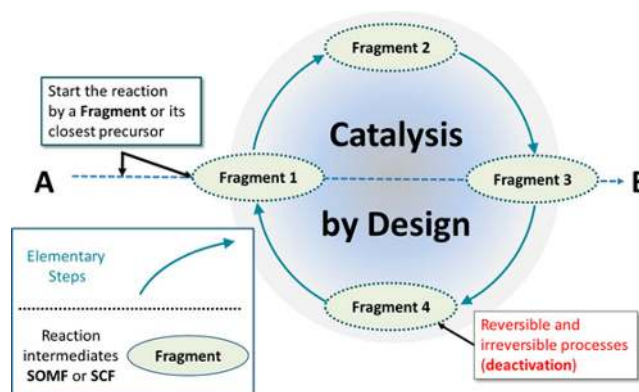 Fragment 2
Start the reaction
by a Fragment or its
closest precursor
Catalysis
A
Fragment 1
Fragment 3
by Design
Elementary
Steps
Fragment 4
Reaction
intermediates
SOMF or SCF
Fragment
Reversible and
irreversible processes
(deactivation)